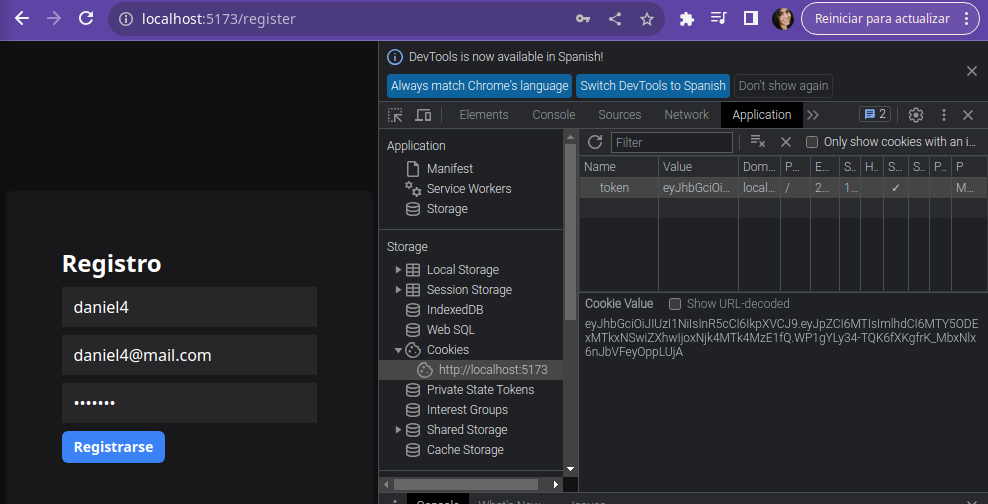 localhost:5173/register
Reiniciar para actualizar
DevTools is now available in Spanish!
Always match Chrome's language
Switch DevTools to Spanish
Don't show again
Elements
Console
Sources
Network
Application
2
Application
Manifest
Service Workers
Storage
Storage
Local Storage
Session Storage
IndexedDB
Web SQL
Cookies
http://localhost:5173
Private State Tokens
Interest Groups
Shared Storage
Cache Storage
Filter
Only show cookies with an i...
Name Value Dom... P... E... S... H.. S... S.. P.. P
token eyJhbGciOi... local... / 2... 1... ✓ M...
Cookie Value
Show URL-decoded
eyJhbGciOiJIUzI1NiIsInR5cCI6IkpXVCJ9.eyJpZCI6MTIsImlhdCI6MTY5ODE
xMTkxNSwiZXhwIjoxNjk4MTk4MzE1fQ.WP1gYLy34-TQK6fXKgfrK_MbxNlx
6nJbVFeyOppLUjA
Registro
daniel4
daniel4@mail.com
•••••••
Registrarse
Console
What's New
Issues